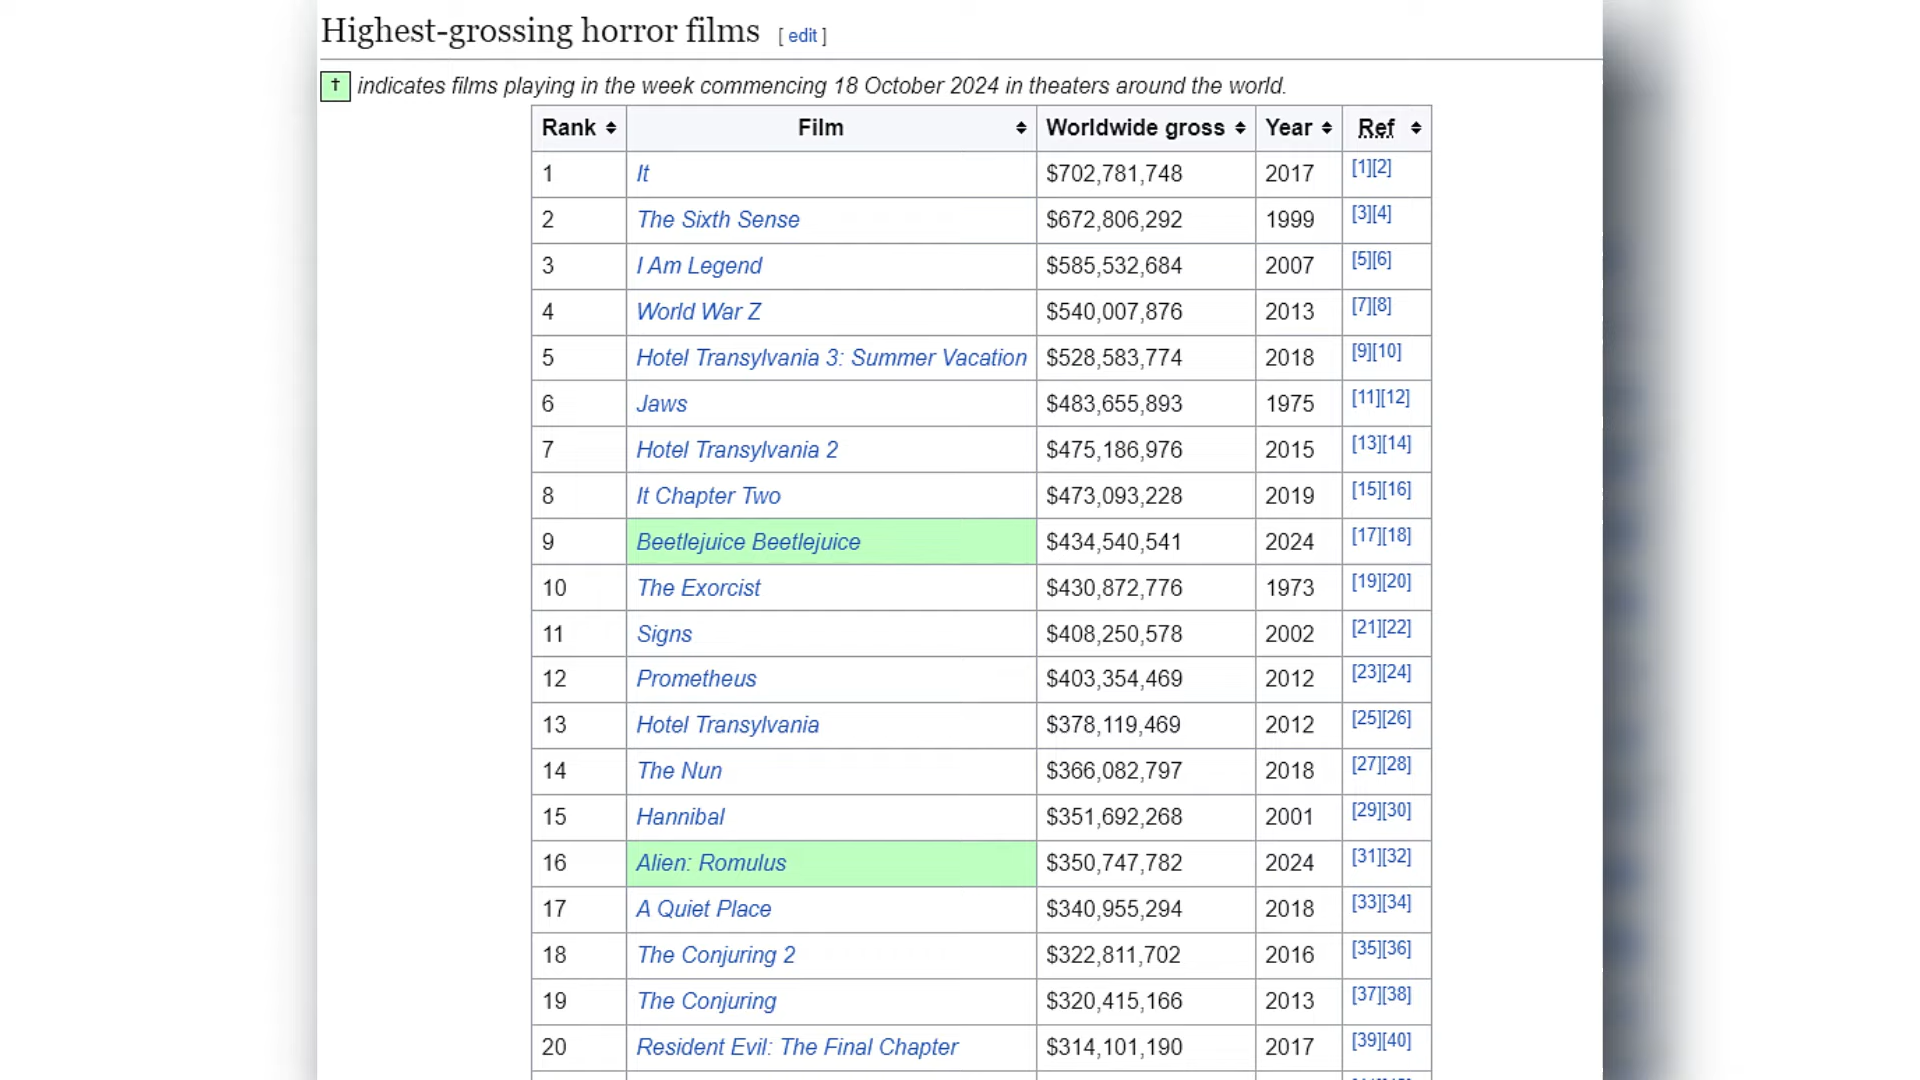 Highest-grossing horror films [ edit ]
† indicates films playing in the week commencing 18 October 2024 in theaters around the world.
Rank Film Worldwide gross Year Ref
1 It $702,781,748 2017 [1][2]
2 The Sixth Sense $672,806,292 1999 [3][4]
3 I Am Legend $585,532,684 2007 [5][6]
4 World War Z $540,007,876 2013 [7][8]
5 Hotel Transylvania 3: Summer Vacation $528,583,774 2018 [9][10]
6 Jaws $483,655,893 1975 [11][12]
7 Hotel Transylvania 2 $475,186,976 2015 [13][14]
8 It Chapter Two $473,093,228 2019 [15][16]
9 Beetlejuice Beetlejuice $434,540,541 2024 [17][18]
10 The Exorcist $430,872,776 1973 [19][20]
11 Signs $408,250,578 2002 [21][22]
12 Prometheus $403,354,469 2012 [23][24]
13 Hotel Transylvania $378,119,469 2012 [25][26]
14 The Nun $366,082,797 2018 [27][28]
15 Hannibal $351,692,268 2001 [29][30]
16 Alien: Romulus $350,747,782 2024 [31][32]
17 A Quiet Place $340,955,294 2018 [33][34]
18 The Conjuring 2 $322,811,702 2016 [35][36]
19 The Conjuring $320,415,166 2013 [37][38]
20 Resident Evil: The Final Chapter $314,101,190 2017 [39][40]